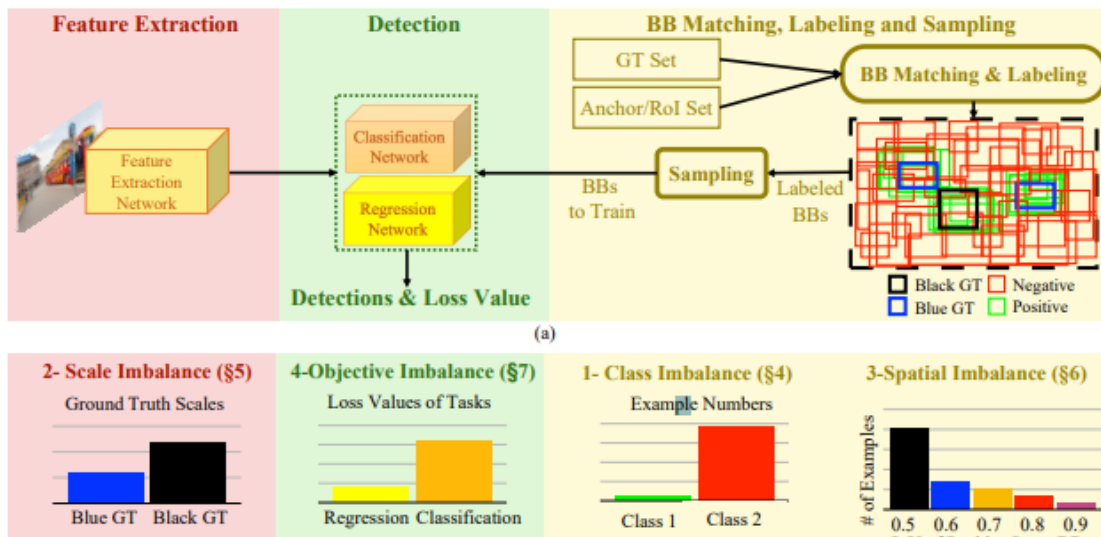 Feature Extraction
Detection
BB Matching, Labeling and Sampling
GT Set
Anchor/RoI Set
BB Matching & Labeling
Feature
Extraction
Network
Classification
Network
Regression
Network
Sampling
BBs
to Train
Labeled
BBs
Detections & Loss Value
Black GT
Negative
Blue GT
Positive
(a)
2- Scale Imbalance (§5)
Ground Truth Scales
Blue GT
Black GT
4-Objective Imbalance (§7)
Loss Values of Tasks
Regression
Classification
1- Class Imbalance (§4)
Example Numbers
Class 1
Class 2
3-Spatial Imbalance (§6)
# of Examples
0.5 0.6 0.7 0.8 0.9